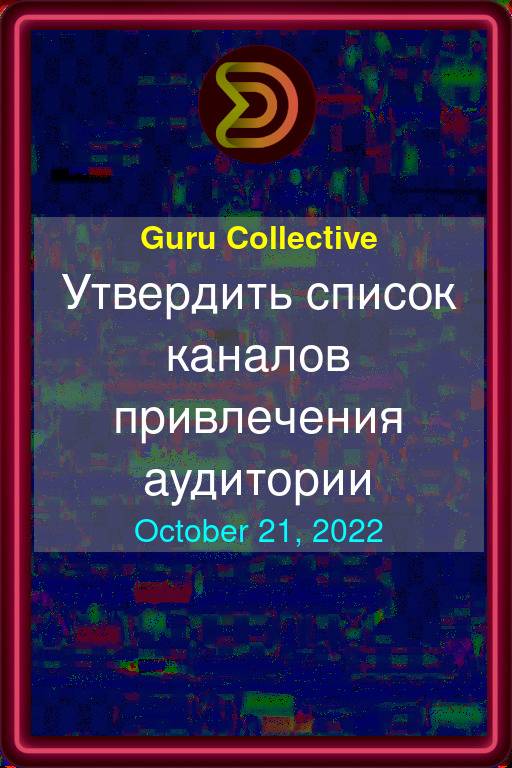 Guru Collective
Утвердить список
каналов
привлечения
аудитории
October 21, 2022